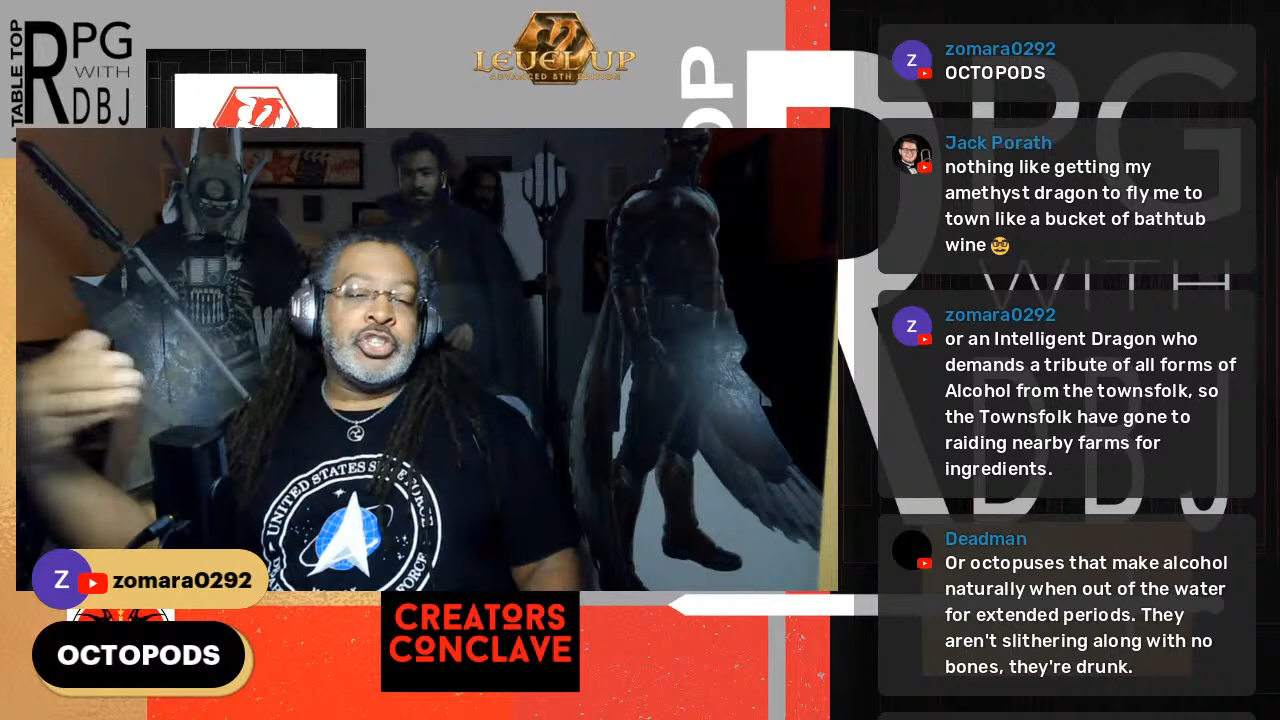 TABLE TOP
RPG
WITH
DBJ
LEVEL UP
ADVANCED 5TH EDITION
OP
RPG
WITH
DBJ
zomara0292
OCTOPODS
Jack Porath
nothing like getting my
amethyst dragon to fly me to
town like a bucket of bathtub
wine 🥸
zomara0292
or an Intelligent Dragon who
demands a tribute of all forms of
Alcohol from the townsfolk, so
the Townsfolk have gone to
raiding nearby farms for
ingredients.
Deadman
Or octopuses that make alcohol
naturally when out of the water
for extended periods. They
aren't slithering along with no
bones, they're drunk.
UNITED STATES SPACE FORCE
Z
zomara0292
OCTOPODS
CREATORS
CONCLAVE